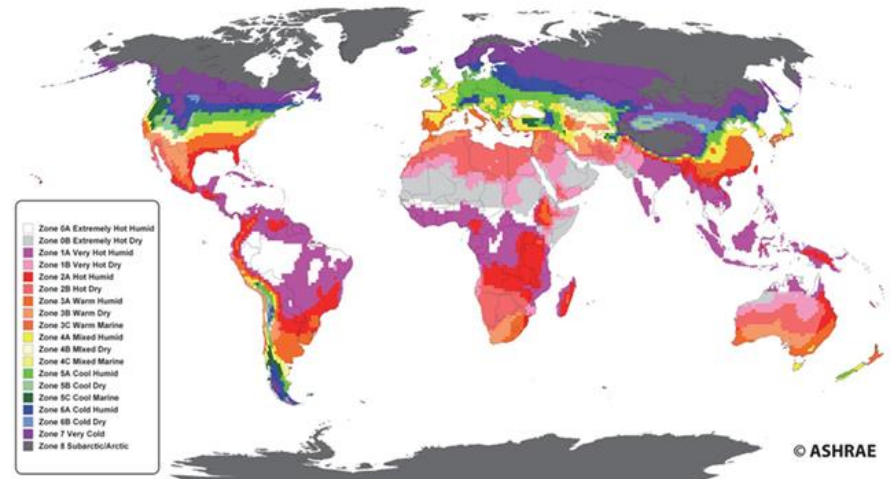 Zone 0A Extremely Hot Humid
Zone 0B Extremely Hot Dry
Zone 1A Very Hot Humid
Zone 1B Very Hot Dry
Zone 2A Hot Humid
Zone 2B Hot Dry
Zone 3A Warm Humid
Zone 3B Warm Dry
Zone 3C Warm Marine
Zone 4A Mixed Humid
Zone 4B Mixed Dry
Zone 4C Mixed Marine
Zone 5A Cool Humid
Zone 5B Cool Dry
Zone 5C Cool Marine
Zone 6A Cold Humid
Zone 6B Cold Dry
Zone 7 Very Cold
Zone 8 Subarctic/Arctic
© ASHRAE